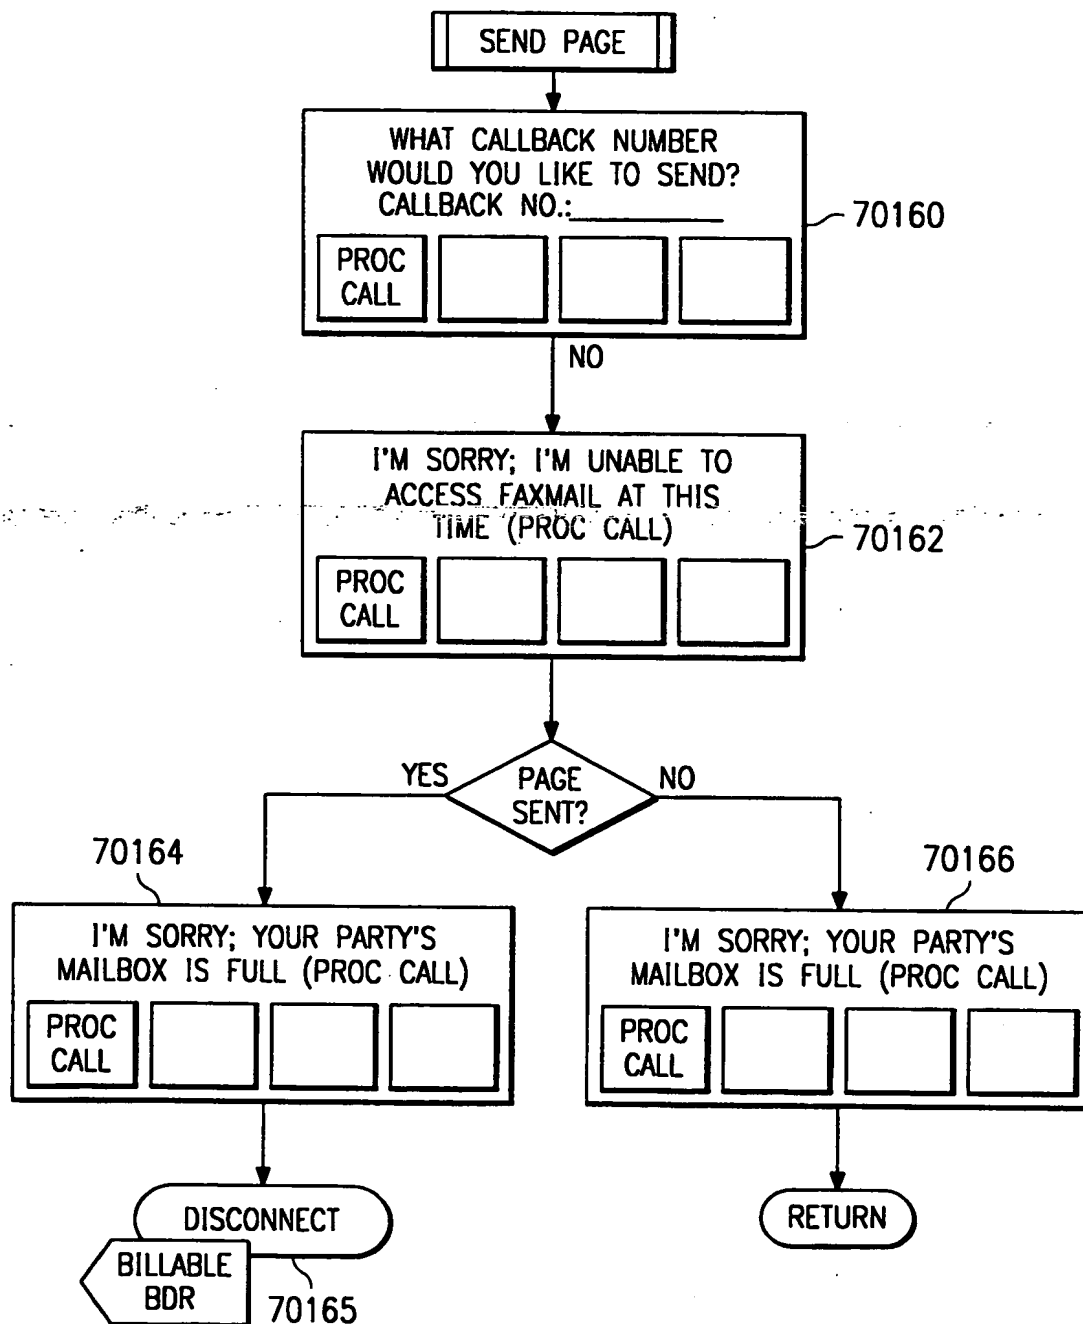 SEND PAGE
WHAT CALLBACK NUMBER
WOULD YOU LIKE TO SEND?
CALLBACK NO.:
70160
PROC
CALL
NO
I'M SORRY; I'M UNABLE TO
ACCESS FAXMAIL AT THIS
TIME (PROC CALL)
70162
PROC
CALL
YES
PAGE
SENT?
NO
70164
70166
I'M SORRY; YOUR PARTY'S
MAILBOX IS FULL (PROC CALL)
PROC
CALL
I'M SORRY; YOUR PARTY'S
MAILBOX IS FULL (PROC CALL)
PROC
CALL
DISCONNECT
RETURN
BILLABLE
BDR
70165